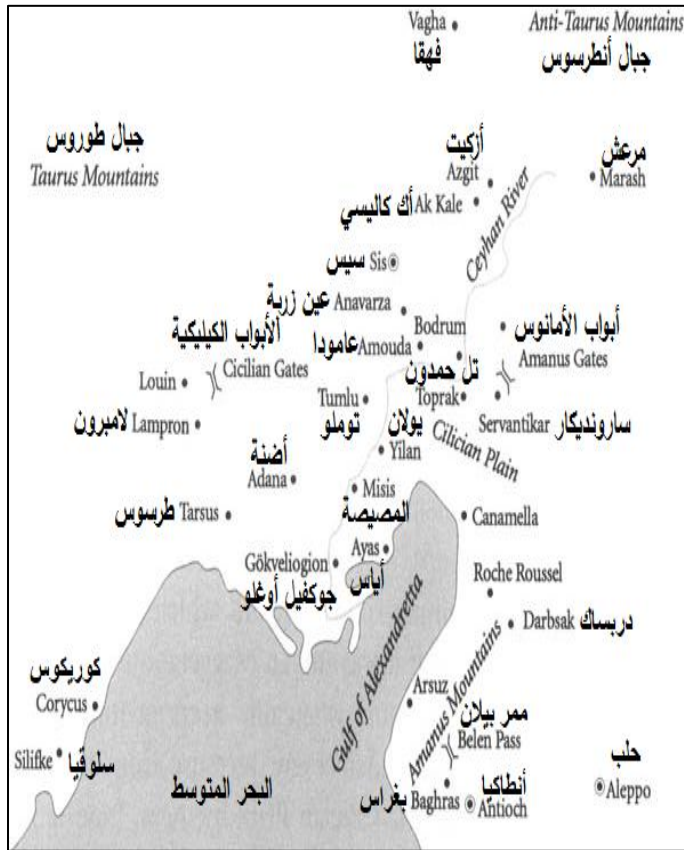 Vagha
Anti-Taurus Mountains
فهقا
جبال أنطرسوس
جبال طوروس
Taurus Mountains
أزكيت
Azgit
مرعش
Marash
أك كاليسي Ak Kale
Ceyhan River
سيس Sis
عين زربة Anavarza
Bodrum
أبواب الأمانوس
الأبواب الكيليكية
Cicilian Gates
عامودا Amouda
Amanus Gates
تل حمدون
Louin
Tumlu
Toprak
لامبرون Lampron
توملو
يولان
Servantikar سارونديكار
Yilan
Cilician Plain
أضنة
Adana
Misis
طرسوس Tarsus
المصيصة
Canamella
Ayas
Gökveliogion
أياس
جوكفيل أوغلو
Roche Roussel
Darbsak دربساك
Gulf of Alexandretta
كوريكوس
Corycus
Arsuz
Amanus Mountains
ممر بيلان
Belen Pass
Silifke
سلوقيا
البحر المتوسط
بغراس Baghras
أنطاكيا
Antioch
حلب
Aleppo